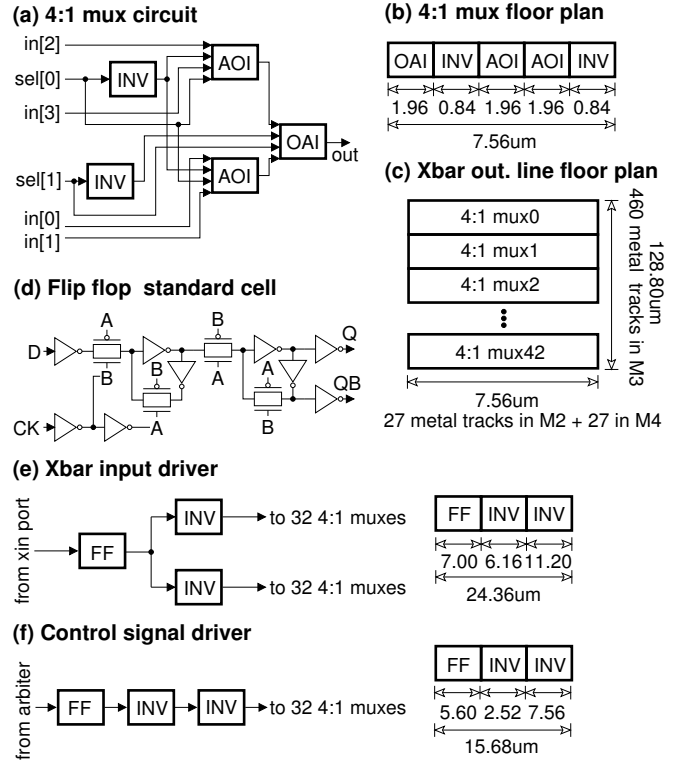 (a) 4:1 mux circuit
in[2]
sel[0]
in[3]
sel[1]
in[0]
in[1]
INV
INV
AOI
AOI
OAI
out
(b) 4:1 mux floor plan
OAI INV AOI AOI INV
1.96 0.84 1.96 1.96 0.84
7.56um
(c) Xbar out. line floor plan
4:1 mux0
4:1 mux1
4:1 mux2
4:1 mux42
128.80um
460 metal tracks in M3
7.56um
27 metal tracks in M2 + 27 in M4
(d) Flip flop standard cell
D
A
B
B
A
B
A
A
B
Q
QB
CK
(e) Xbar input driver
from xin port
FF
INV
to 32 4:1 muxes
INV
to 32 4:1 muxes
FF INV INV
7.00 6.16 11.20
24.36um
(f) Control signal driver
from arbiter
FF INV INV to 32 4:1 muxes
FF INV INV
5.60 2.52 7.56
15.68um